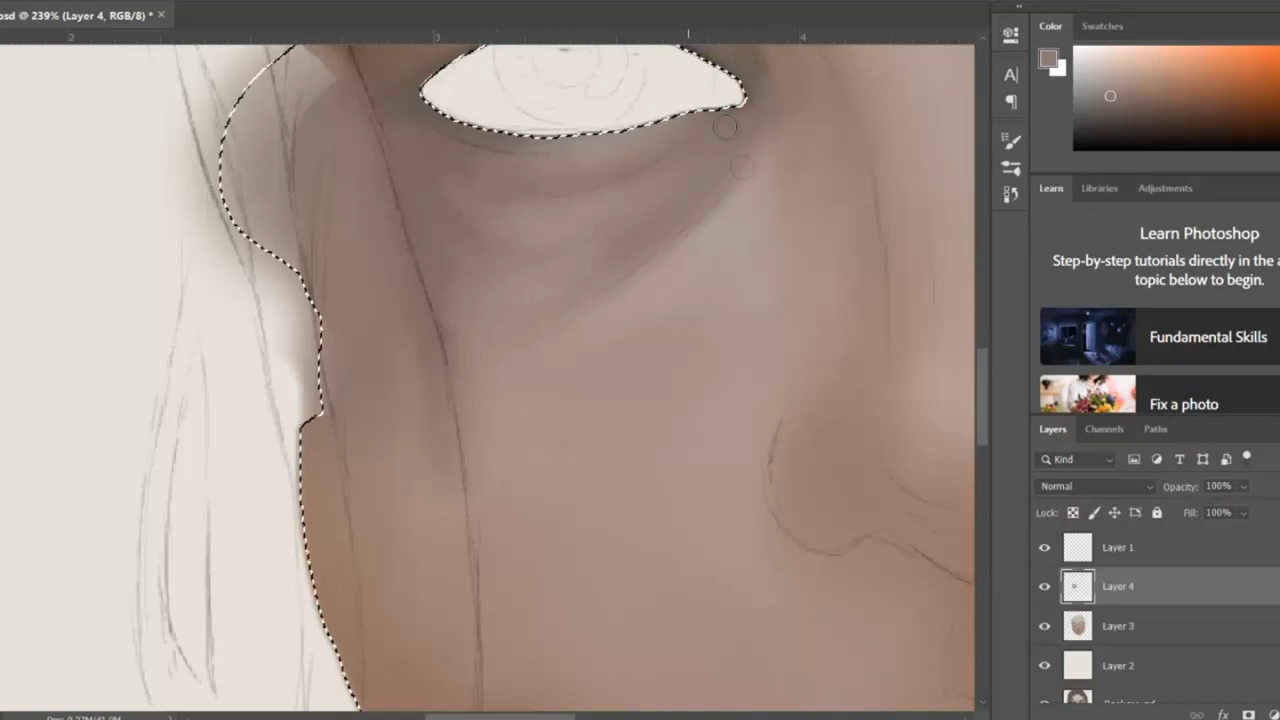 osd @ 239% (Layer 4, RGB/8) *
2
3
4
Color
Swatches
Learn
Libraries
Adjustments
Learn Photoshop
Step-by-step tutorials directly in the a
topic below to begin.
Fundamental Skills
Fix a photo
Layers
Channels
Paths
Kind
Normal
Opacity: 100%
Lock:
Fill: 100%
Layer 1
Layer 4
Layer 3
Layer 2